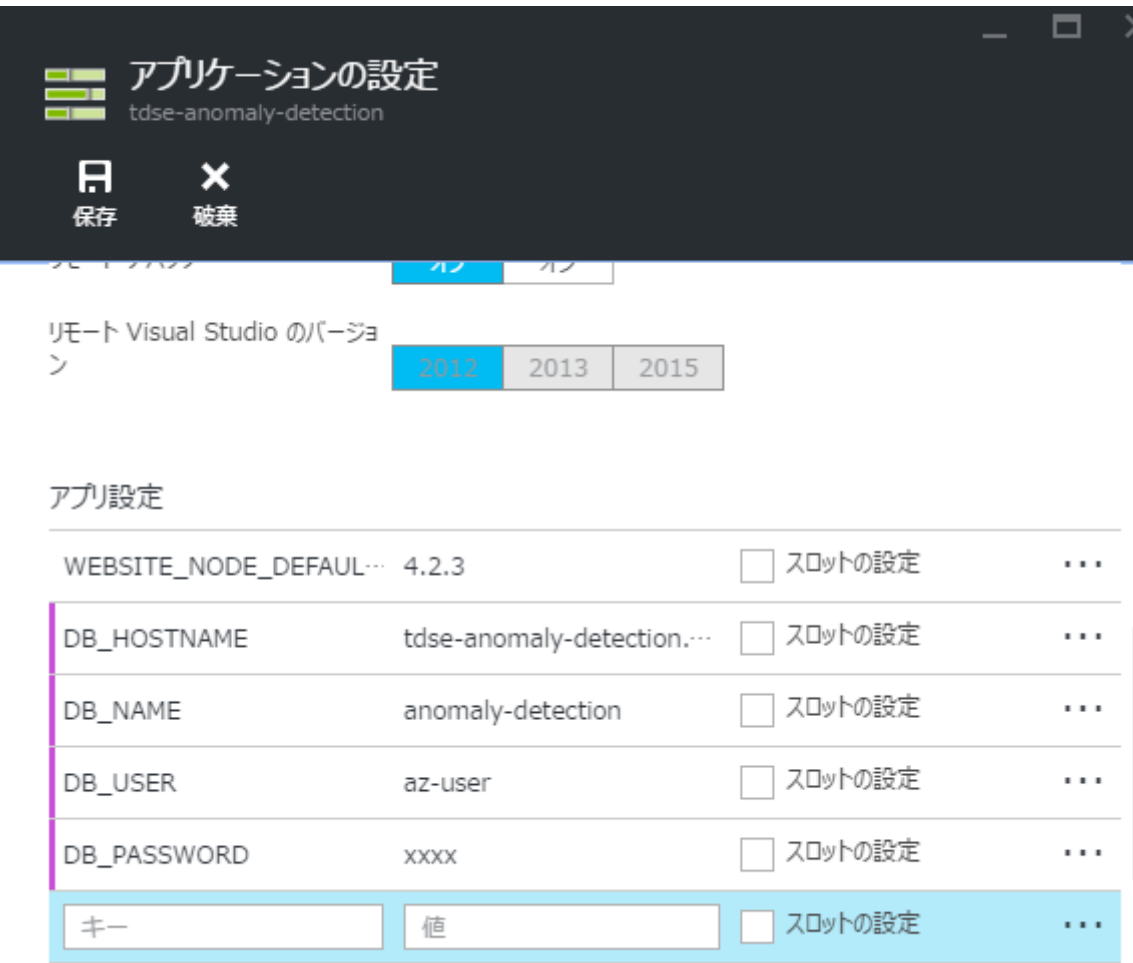 アプリケーションの設定
tdse-anomaly-detection
保存 破棄
リモート Visual Studio のバージョ
ン
2012 2013 2015
アプリ設定
WEBSITE_NODE_DEFAUL… 4.2.3 スロットの設定 ...
DB_HOSTNAME tdse-anomaly-detection.… スロットの設定 ...
DB_NAME anomaly-detection スロットの設定 ...
DB_USER az-user スロットの設定 ...
DB_PASSWORD xxxx スロットの設定 ...
キー 値 スロットの設定 ...